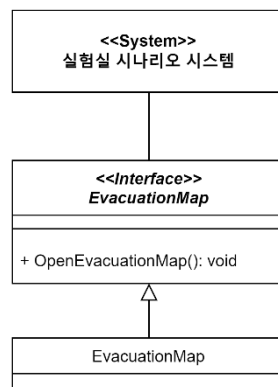 <<System>>
실험실 시나리오 시스템
<<Interface>>
EvacuationMap
+ OpenEvacuationMap(): void
EvacuationMap